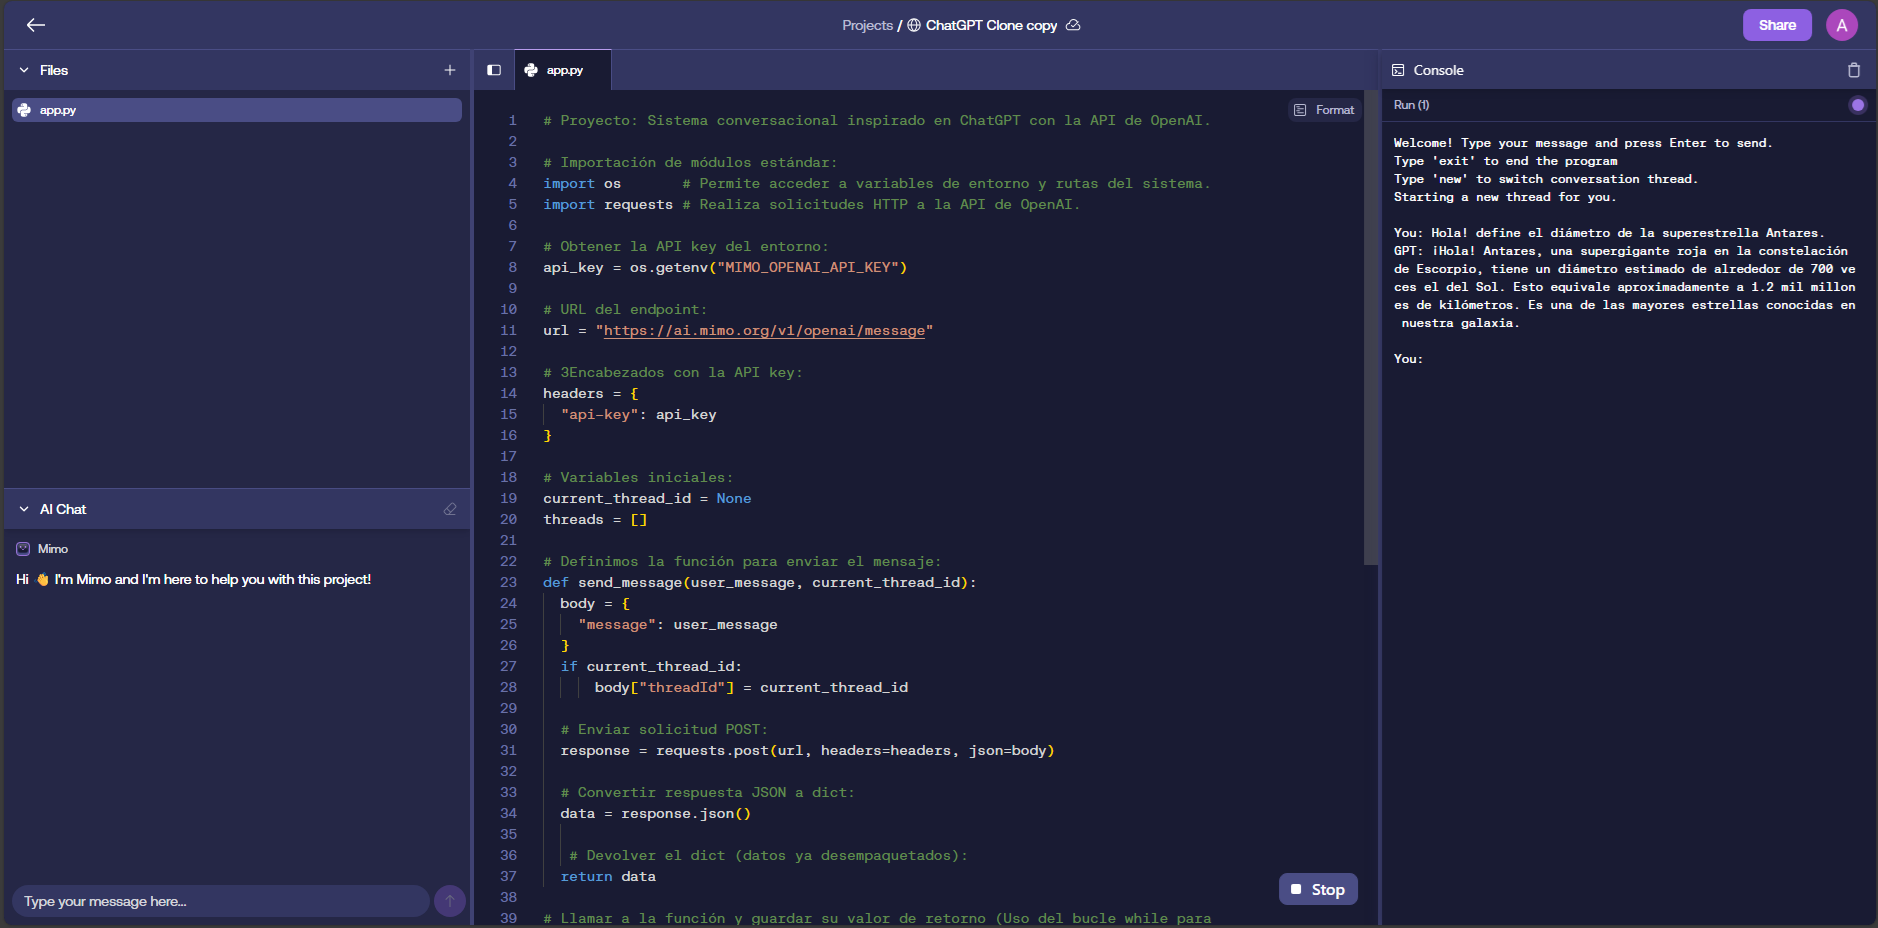 Projects / ChatGPT Clone copy
Share
A
Files
app.py
AI Chat
Mimo
Hi 👋 I'm Mimo and I'm here to help you with this project!
Type your message here...
app.py
Format
1 # Proyecto: Sistema conversacional inspirado en ChatGPT con la API de OpenAI.
2
3 # Importación de módulos estándar:
4 import os       # Permite acceder a variables de entorno y rutas del sistema.
5 import requests # Realiza solicitudes HTTP a la API de OpenAI.
6
7 # Obtener la API key del entorno:
8 api_key = os.getenv("MIMO_OPENAI_API_KEY")
9
10 # URL del endpoint:
11 url = "https://ai.mimo.org/v1/openai/message"
12
13 # 3Encabezados con la API key:
14 headers = {
15   "api-key": api_key
16 }
17
18 # Variables iniciales:
19 current_thread_id = None
20 threads = []
21
22 # Definimos la función para enviar el mensaje:
23 def send_message(user_message, current_thread_id):
24   body = {
25     "message": user_message
26   }
27   if current_thread_id:
28       body["threadId"] = current_thread_id
29
30   # Enviar solicitud POST:
31   response = requests.post(url, headers=headers, json=body)
32
33   # Convertir respuesta JSON a dict:
34   data = response.json()
35
36    # Devolver el dict (datos ya desempaquetados):
37   return data
38
39 # Llamar a la función y guardar su valor de retorno (Uso del bucle while para
Stop
Console
Run (1)
Welcome! Type your message and press Enter to send.
Type 'exit' to end the program
Type 'new' to switch conversation thread.
Starting a new thread for you.
You: Hola! define el diámetro de la superestrella Antares.
GPT: ¡Hola! Antares, una supergigante roja en la constelación
de Escorpio, tiene un diámetro estimado de alrededor de 700 ve
ces el del Sol. Esto equivale aproximadamente a 1.2 mil millon
es de kilómetros. Es una de las mayores estrellas conocidas en
nuestra galaxia.
You: